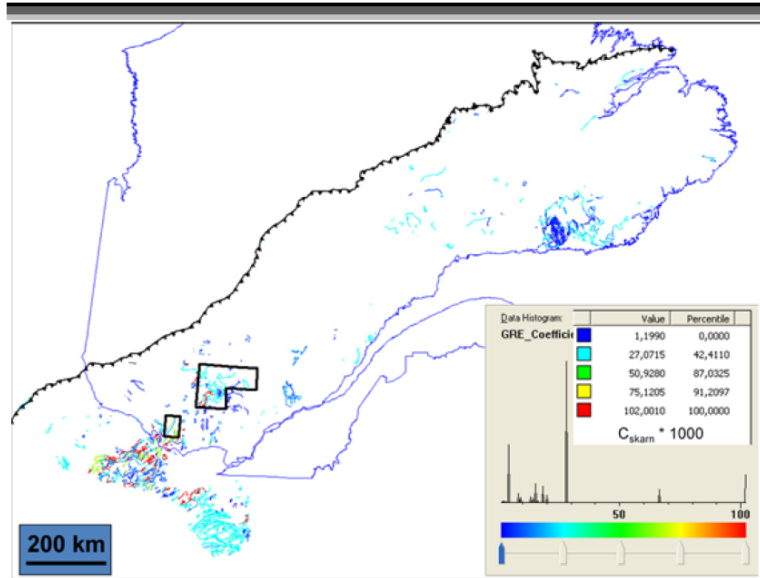 Data Histogram:
Value Percentile
GRE_Coefficie
1,1990 0,0000
27,0715 42,4110
50,9280 87,0325
75,1205 91,2097
102,0010 100,0000
Cskarn * 1000
50 100
200 km